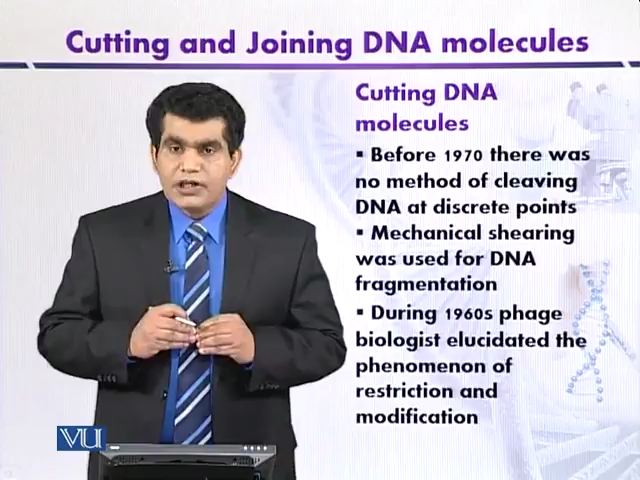 Cutting and Joining DNA molecules
Cutting DNA
molecules
▪ Before 1970 there was
no method of cleaving
DNA at discrete points
▪ Mechanical shearing
was used for DNA
fragmentation
▪ During 1960s phage
biologist elucidated the
phenomenon of
restriction and
modification
VU